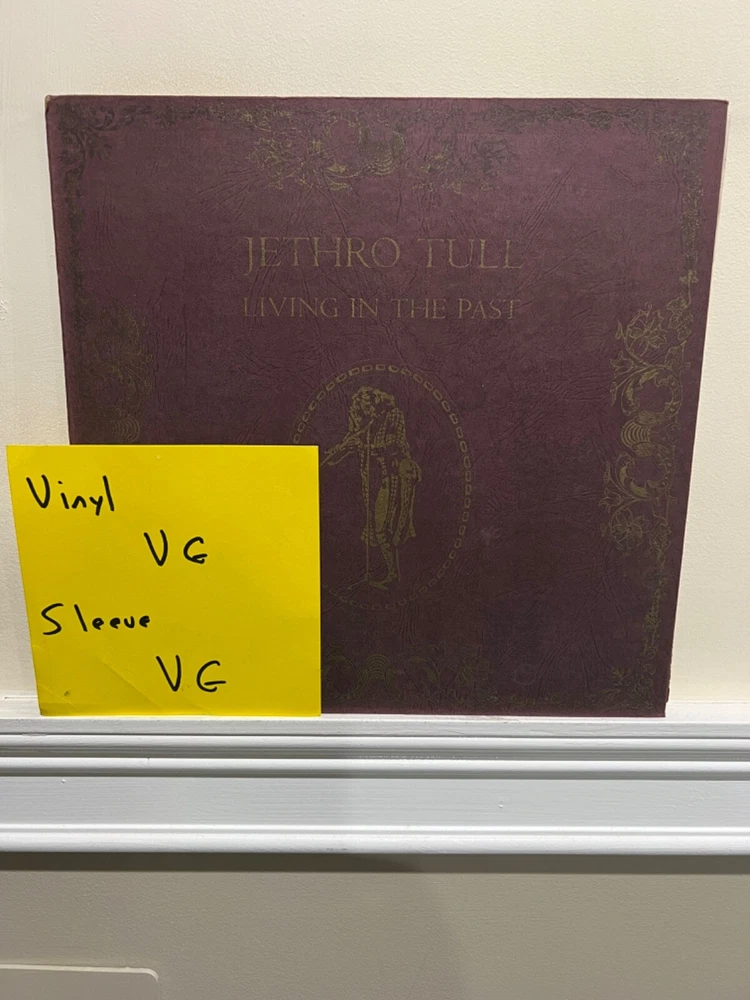 JETHRO TULL
LIVING IN THE PAST
Vinyl
VG
Sleeve
VG